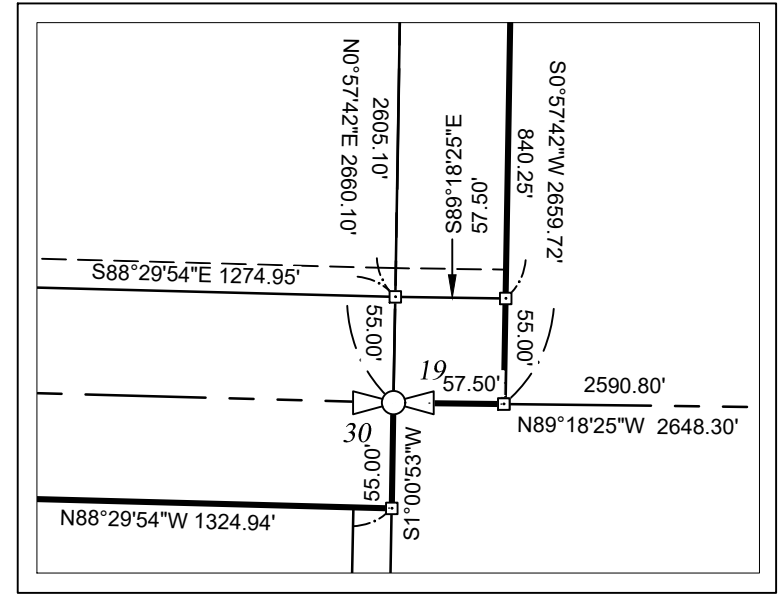 N0°57'42"E 2660.10'
2605.10'
S89°18'25"E
57.50'
840.25'
S0°57'42"W 2659.72'
S88°29'54"E 1274.95'
55.00'
55.00'
19
57.50'
2590.80'
30
N89°18'25"W 2648.30'
55.00'
S1°00'53"W
N88°29'54"W 1324.94'